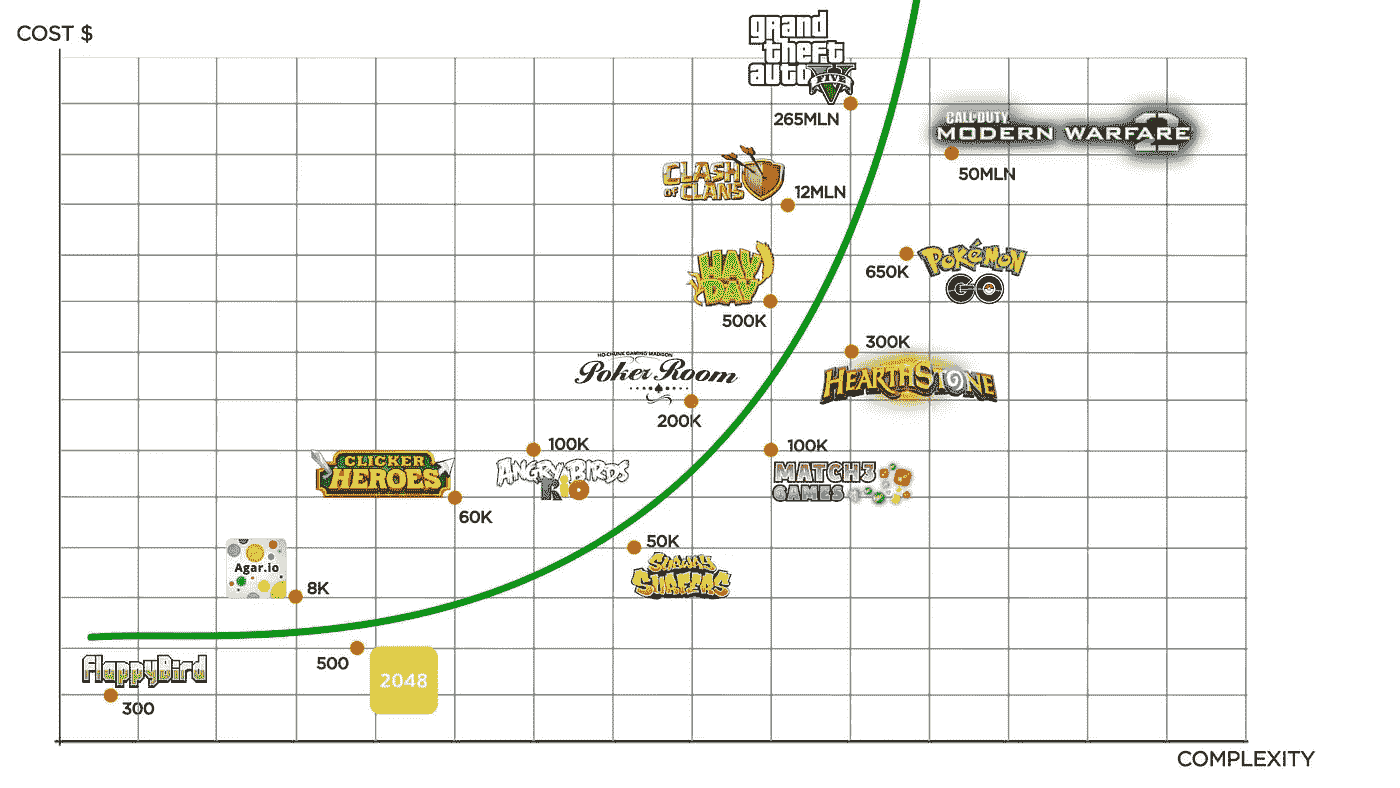 COST $
grand
theft
auto
FIVE
265MLN
CALL OF DUTY
MODERN WARFARE
2
50MLN
CLASH
OF CLANS
12MLN
HAY
DAY
500K
650K
POKÉMON
GO
HO-CHUNK GAMING MADISON
Poker Room
200K
300K
HEARTHSTONE
CLICKER
HEROES
60K
100K
ANGRY BIRDS
RIO
100K
MATCH 3
GAMES
Agar.io
8K
50K
SUBWAY
SURFERS
FlappyBird
300
500
2048
COMPLEXITY